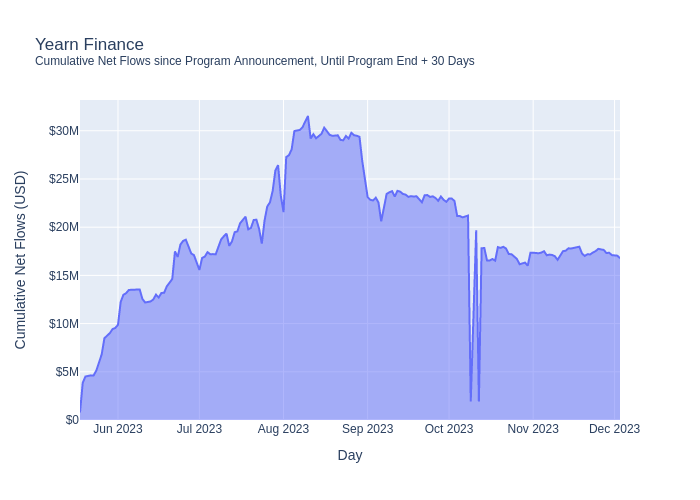 Yearn Finance
Cumulative Net Flows since Program Announcement, Until Program End + 30 Days
Cumulative Net Flows (USD)
$30M
$25M
$20M
$15M
$10M
$5M
$0
Jun 2023 Jul 2023 Aug 2023 Sep 2023 Oct 2023 Nov 2023 Dec 2023
Day